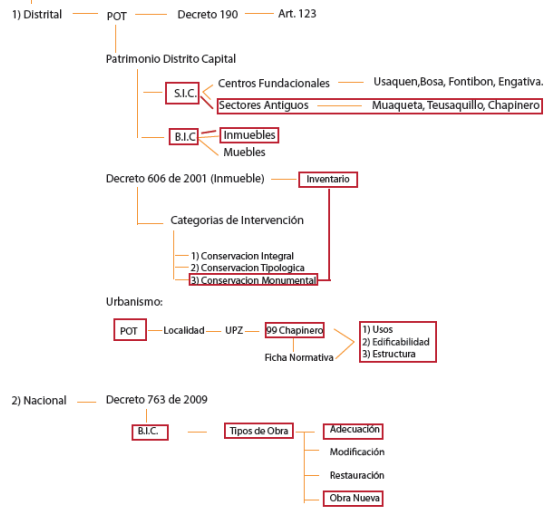 1) Distrital POT Decreto 190 Art. 123
Patrimonio Distrito Capital
S.I.C. Centros Fundacionales Usaquen,Bosa, Fontibon, Engativa.
Sectores Antiguos Muaqueta, Teusaquillo, Chapinero
B.I.C Inmuebles
Muebles
Decreto 606 de 2001 (Inmueble) Inventario
Categorias de Intervención
1) Conservacion Integral
2) Conservacion Tipologica
3) Conservacion Monumental
Urbanismo:
POT Localidad UPZ 99 Chapinero
Ficha Normativa
1) Usos
2) Edificabilidad
3) Estructura
2) Nacional Decreto 763 de 2009
B.I.C. Tipos de Obra Adecuación
Modificación
Restauración
Obra Nueva